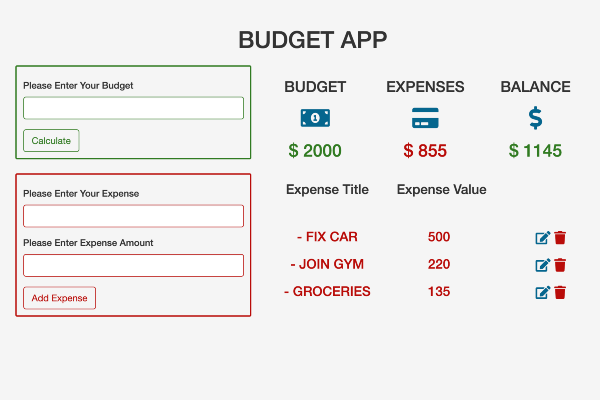 BUDGET APP
Please Enter Your Budget
Calculate
Please Enter Your Expense
Please Enter Expense Amount
Add Expense
BUDGET EXPENSES BALANCE
1
$ 2000 $ 855 $ 1145
Expense Title Expense Value
- FIX CAR 500
- JOIN GYM 220
- GROCERIES 135